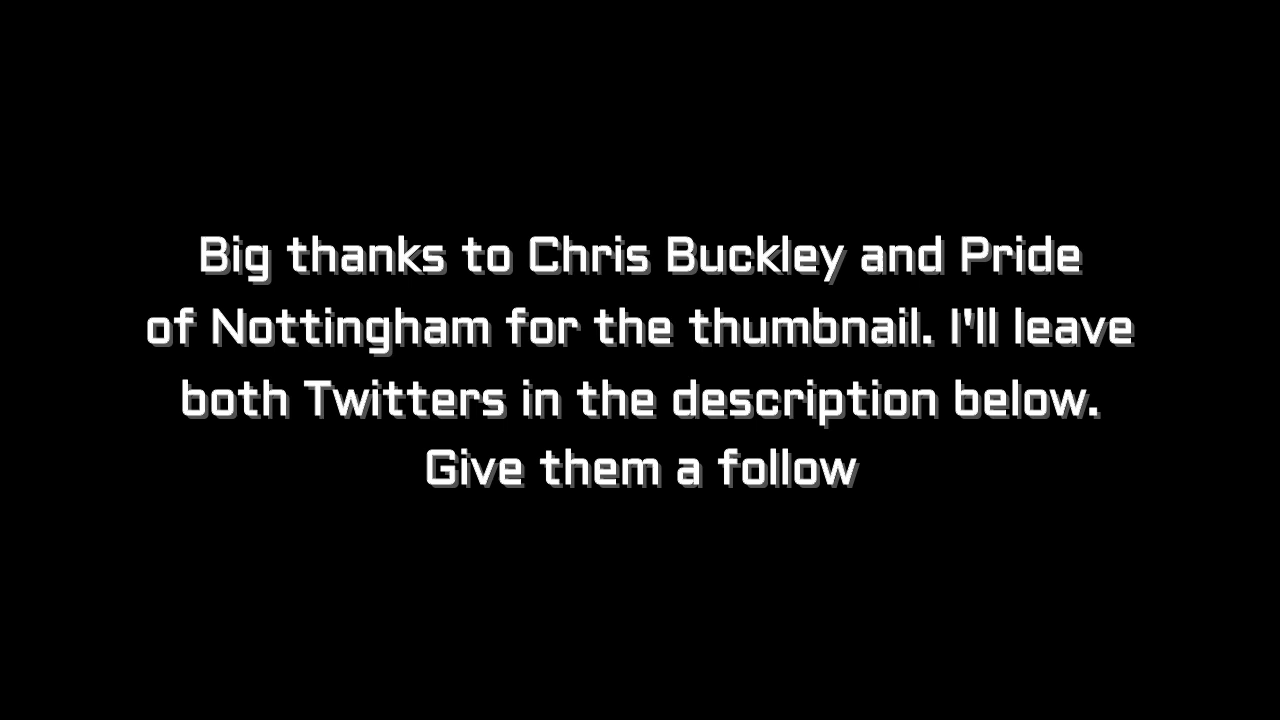 Big thanks to Chris Buckley and Pride
of Nottingham for the thumbnail. I'll leave
both Twitters in the description below.
Give them a follow